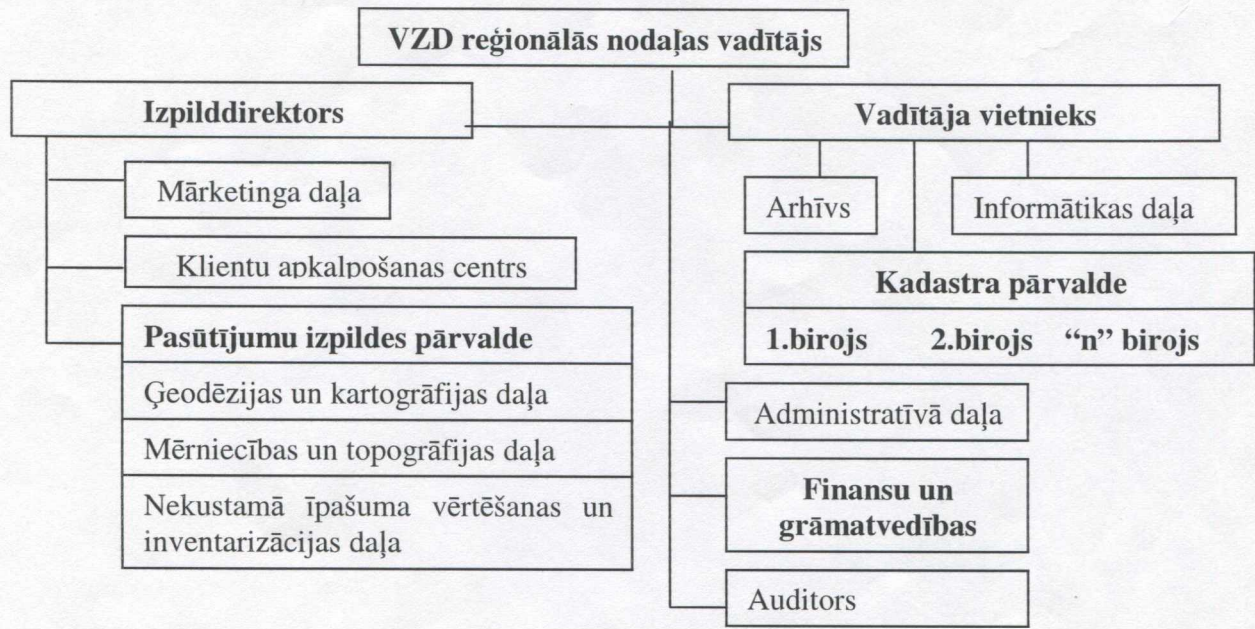 VZD reģionālās nodaļas vadītājs
Izpilddirektors
Vadītāja vietnieks
Mārketinga daļa
Klientu apkalpošanas centrs
Pasūtījumu izpildes pārvalde
Ģeodēzijas un kartogrāfijas daļa
Mērniecības un topogrāfijas daļa
Nekustamā īpašuma vērtēšanas un
inventarizācijas daļa
Arhīvs
Informātikas daļa
Kadastra pārvalde
1.birojs 2.birojs “n” birojs
Administratīvā daļa
Finansu un
grāmatvedības
Auditors